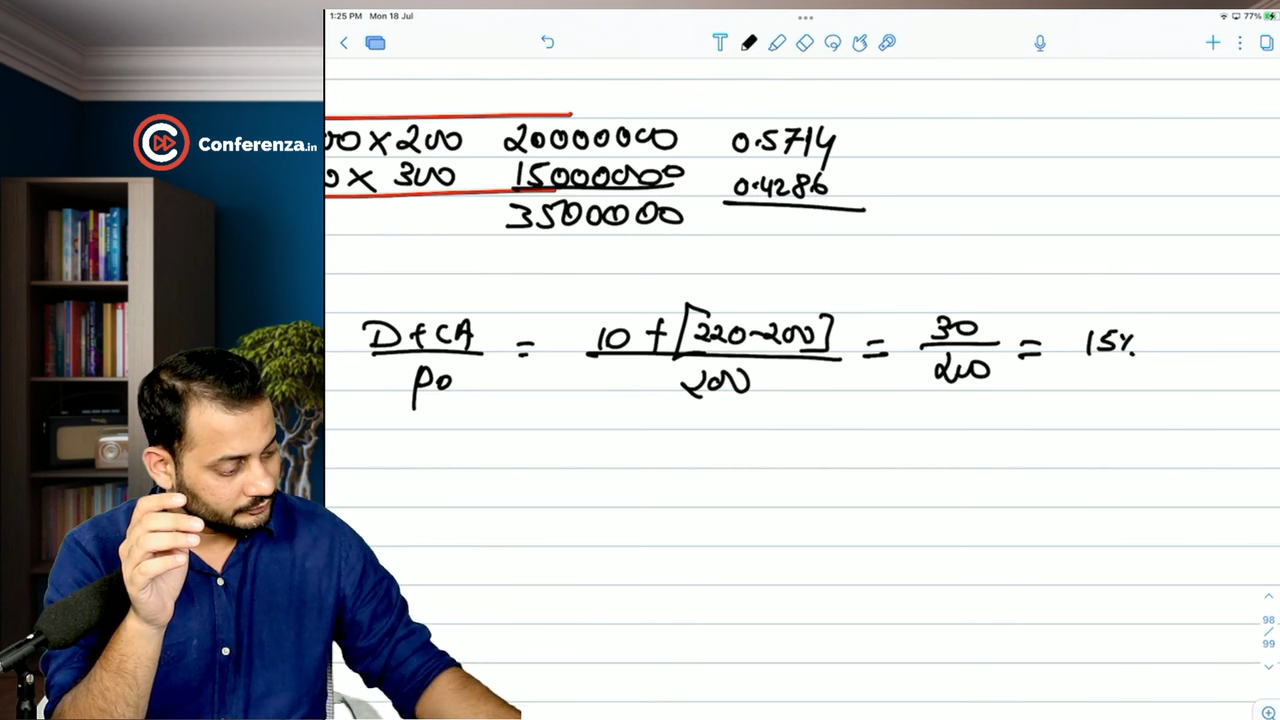 1:25 PM Mon 18 Jul
77%
Conferenza.in
00 X 200 20000000 0.5714
0 X 300 15000000 0.4286
3500000
D+CA = 10 + [220-200] = 30 = 15%
P0 200 200
98
/
99